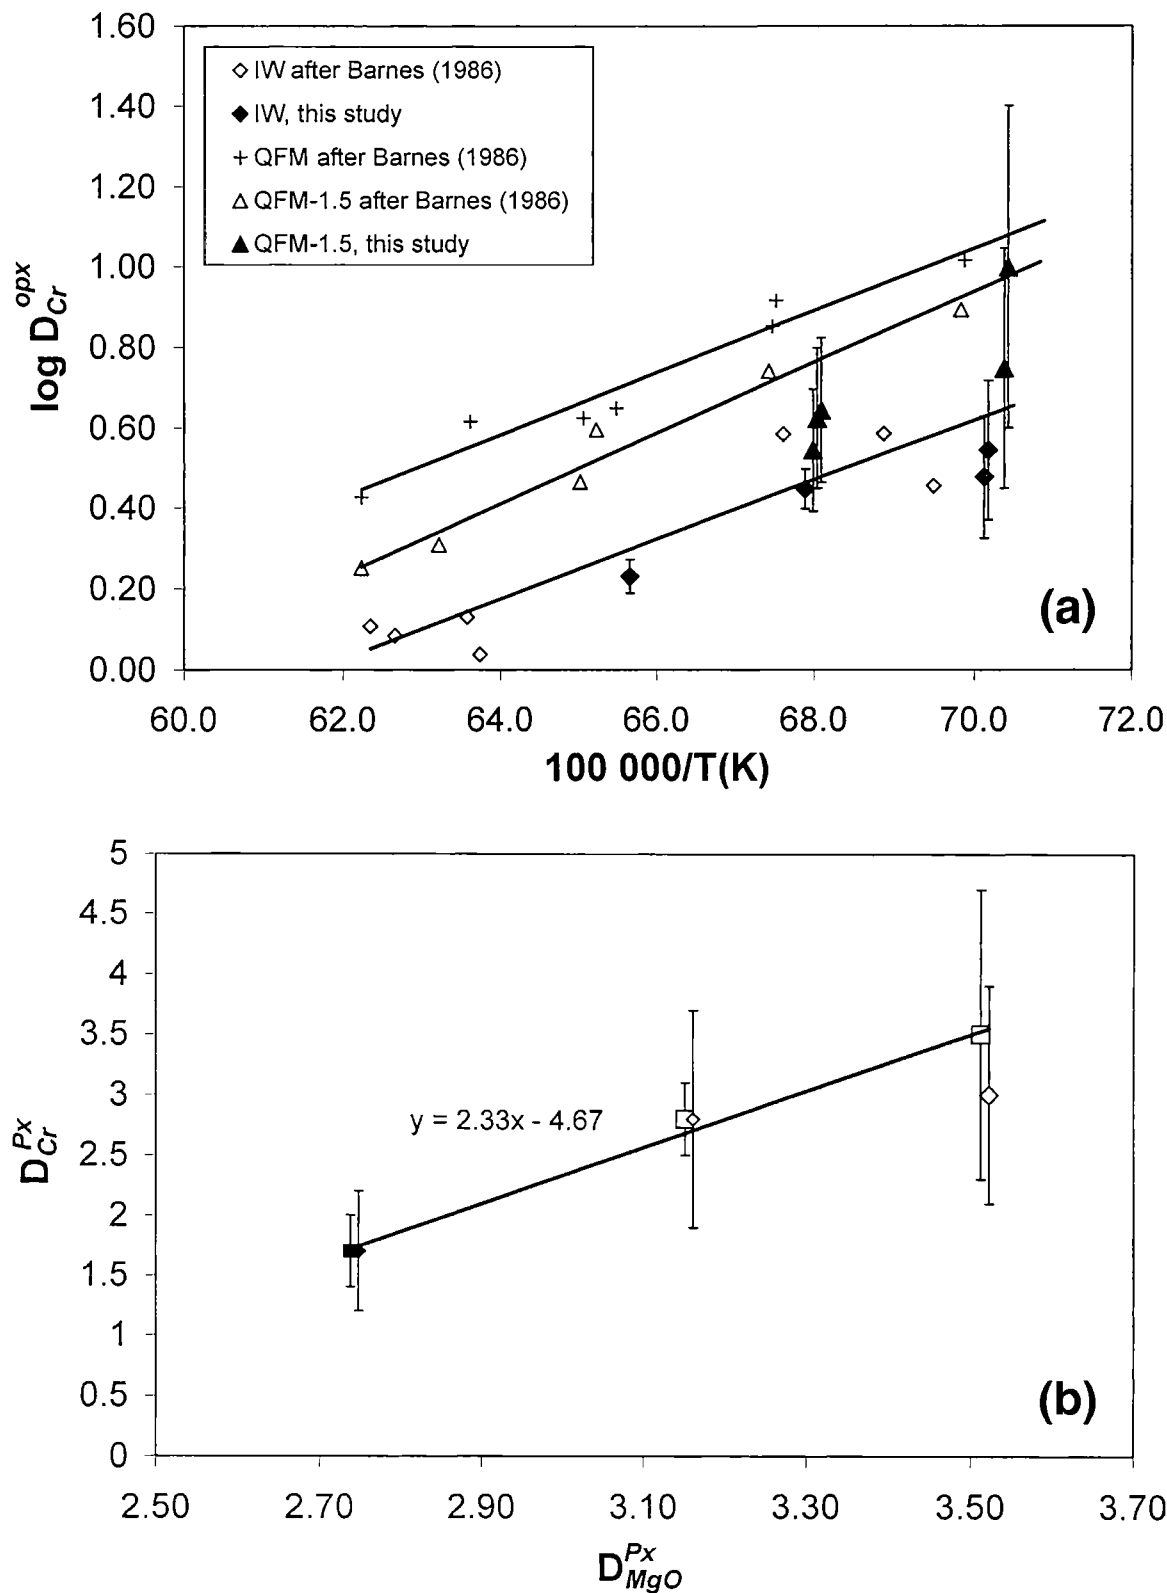 1.60
1.40
1.20
1.00
0.80
0.60
0.40
0.20
0.00
log D_Cr^opx
IW after Barnes (1986)
IW, this study
QFM after Barnes (1986)
QFM-1.5 after Barnes (1986)
QFM-1.5, this study
(a)
60.0 62.0 64.0 66.0 68.0 70.0 72.0
100 000/T(K)
5
4.5
4
3.5
3
2.5
2
1.5
1
0.5
0
D_Cr^Px
y = 2.33x - 4.67
(b)
2.50 2.70 2.90 3.10 3.30 3.50 3.70
D_MgO^Px